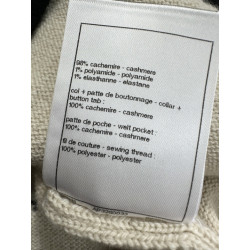 98% cachemire - cashmere
1% polyamide - polyamide
1% elasthanne - elastane
col + patte de boutonnage - collar +
button tab :
100% cachemire - cashmere
patte de poche - welt pocket :
100% cachemire - cashmere
fil de couture - sewing thread :
100% polyester - polyester